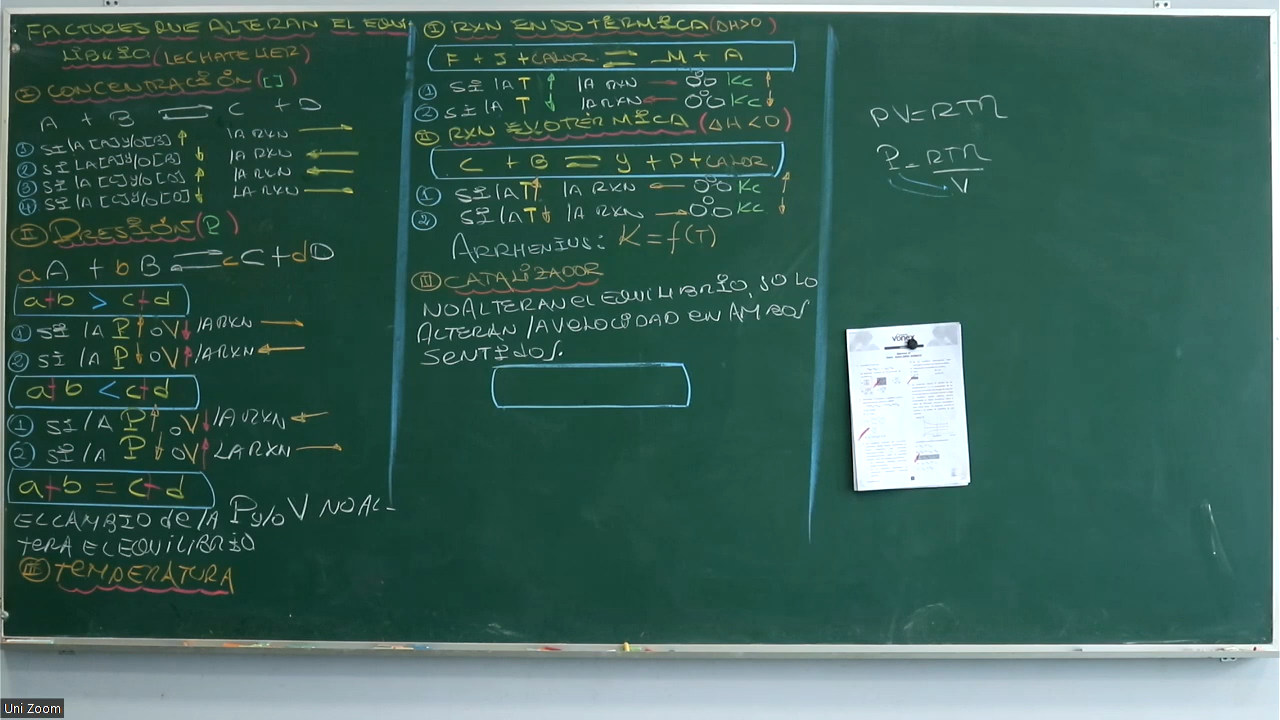 FACTORES QUE ALTERAN EL EQUI
LIBRIO (LECHATELIER)
I CONCENTRACIÓN ([ ])
A + B ⇌ C + D
① SI lA [A] y/o [B] ↑ lA RXN →
② SI LA [A] y/o [B] ↓ lA RXN ←
③ SI lA [C] y/o [D] ↑ lA RXN ←
④ SI lA [C] y/o [D] ↓ LA RXN →
II PRESIÓN (P)
aA + bB ⇌ cC + dD
a+b > c+d
① SI lA P ↑ o V ↓ lA RXN →
② SI lA P ↓ o V ↑ RXN ←
a+b < c+d
① SI lA P ↑ o V ↓ lA RXN ←
② SI lA P ↓ o V ↑ lA RXN →
a+b = c+d
EL CAMBIO de lA P y/o V NO AL-
TERA EL EQUILIBRIO
III TEMPERATURA
I RXN ENDOTÉRMICA (ΔH>0)
F + J + CALOR ⇌ M + A
① SI lA T ↑ lA RXN → Kc ↑
② SI lA T ↓ lA RXN ← Kc ↓
II RXN EXOTÉRMICA (ΔH<0)
C + B ⇌ Y + P + CALOR
① SI lA T ↑ lA RXN ← Kc
② SI lA T ↓ lA RXN → Kc ↓
ARRHENIUS: K = f(T)
III CATALIZADOR
NO ALTERAN EL EQUILIBRIO, SOLO
ALTERAN lA VELOCIDAD EN AMBOS
SENTIDOS.
PV = RTn
P = RTn
V
vonex
Uni Zoom